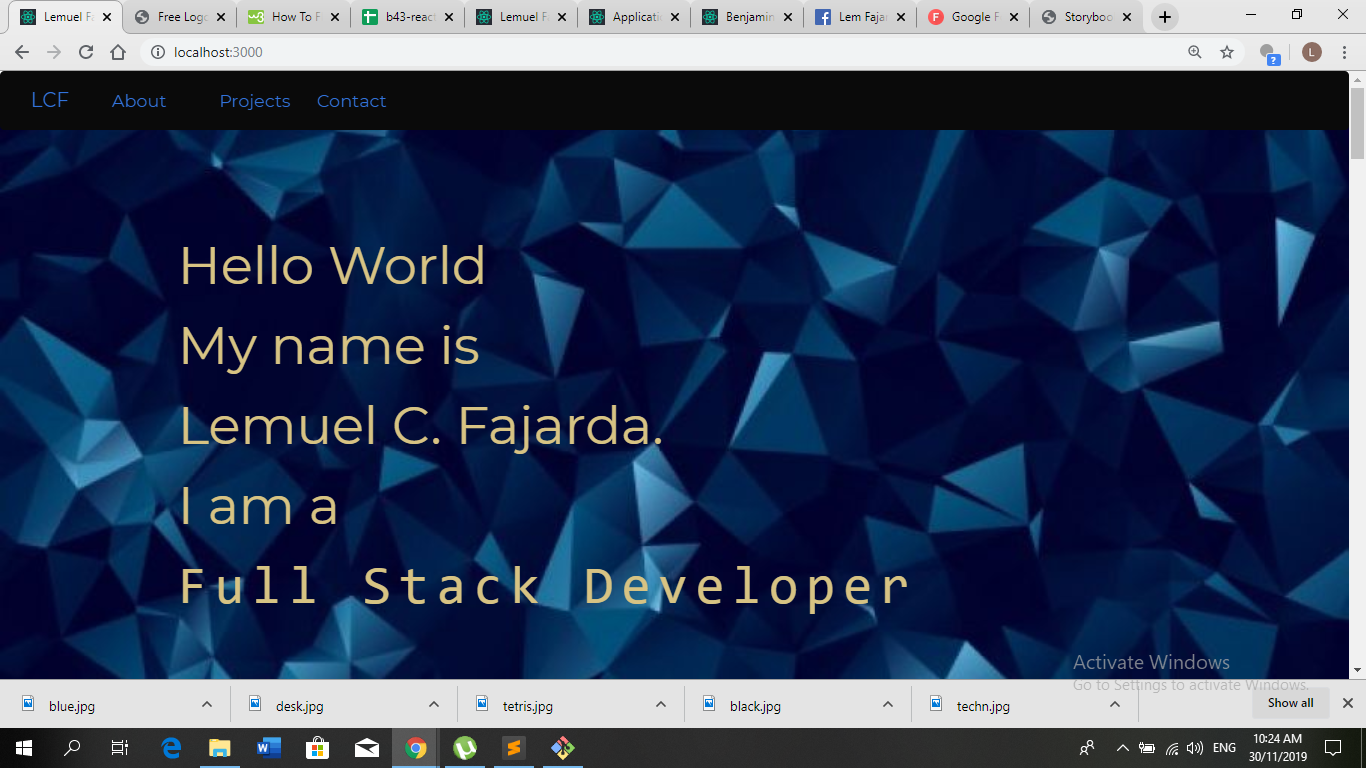 Lemuel F
Free Logo
How To F
b43-reac
Lemuel F
Applicati
Benjamin
Lem Fajar
Google F
Storyboo
localhost:3000
L
LCF About Projects Contact
Hello World
My name is
Lemuel C. Fajarda.
I am a
Full Stack Developer
Activate Windows
Go to Settings to activate Windows.
blue.jpg
desk.jpg
tetris.jpg
black.jpg
techn.jpg
Show all
ENG
10:24 AM
30/11/2019